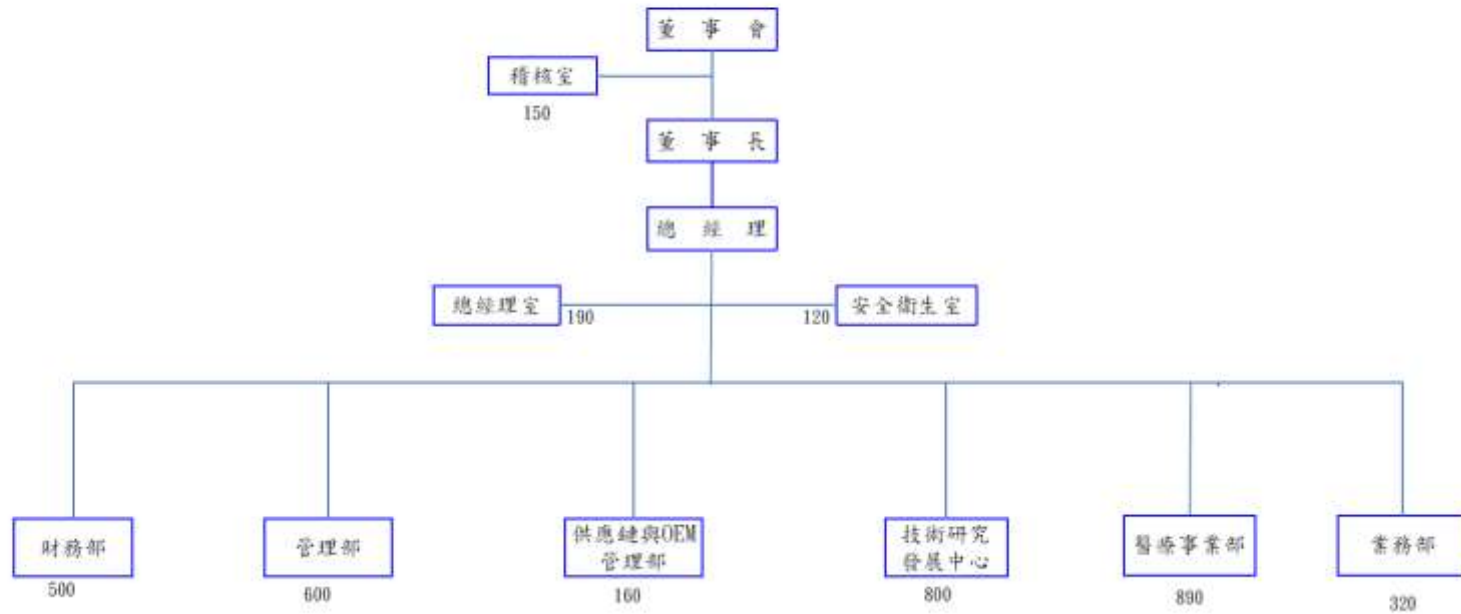 董事會
稽核室
150
董事長
總經理
總經理室
190
120
安全衛生室
財務部
500
管理部
600
供應鏈與OEM
管理部
160
技術研究
發展中心
800
醫療事業部
890
業務部
320